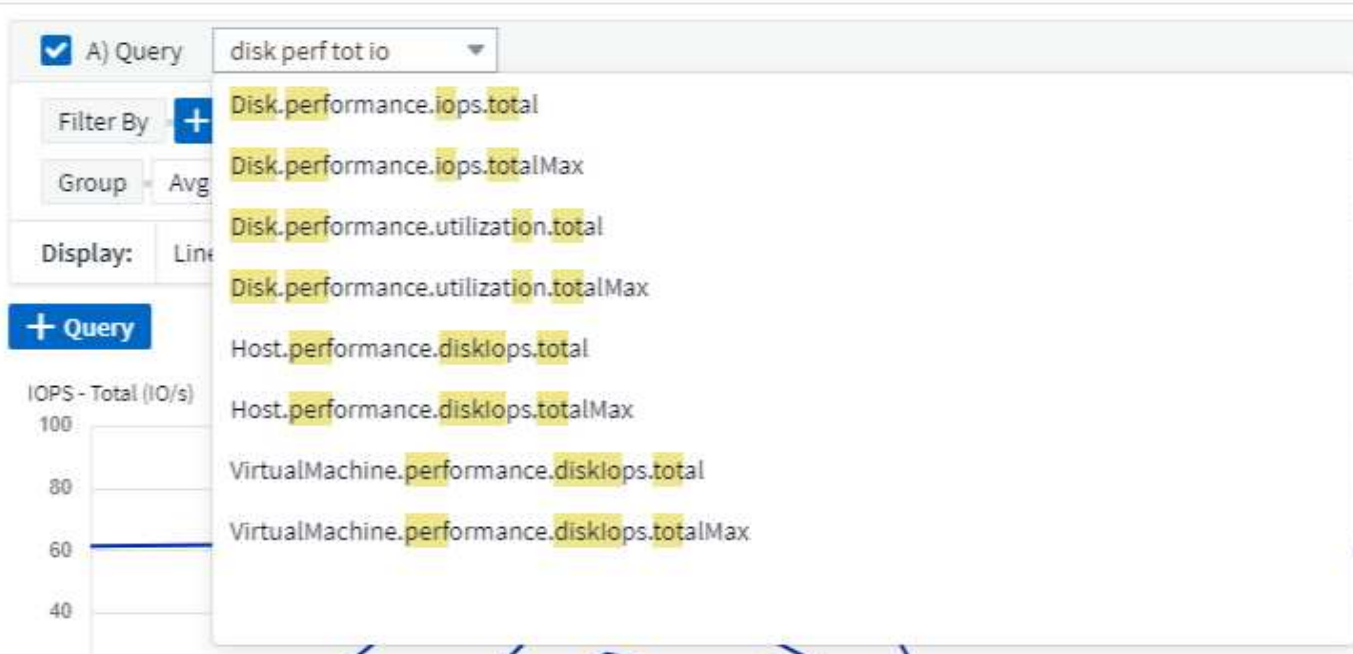 A) Query disk perf tot io
Disk.performance.iops.total
Filter By +
Disk.performance.iops.totalMax
Group Avg
Disk.performance.utilization.total
Display: Line
Disk.performance.utilization.totalMax
+ Query
Host.performance.diskIops.total
IOPS - Total (IO/s)
Host.performance.diskIops.totalMax
100
VirtualMachine.performance.diskIops.total
80
VirtualMachine.performance.diskIops.totalMax
60
40